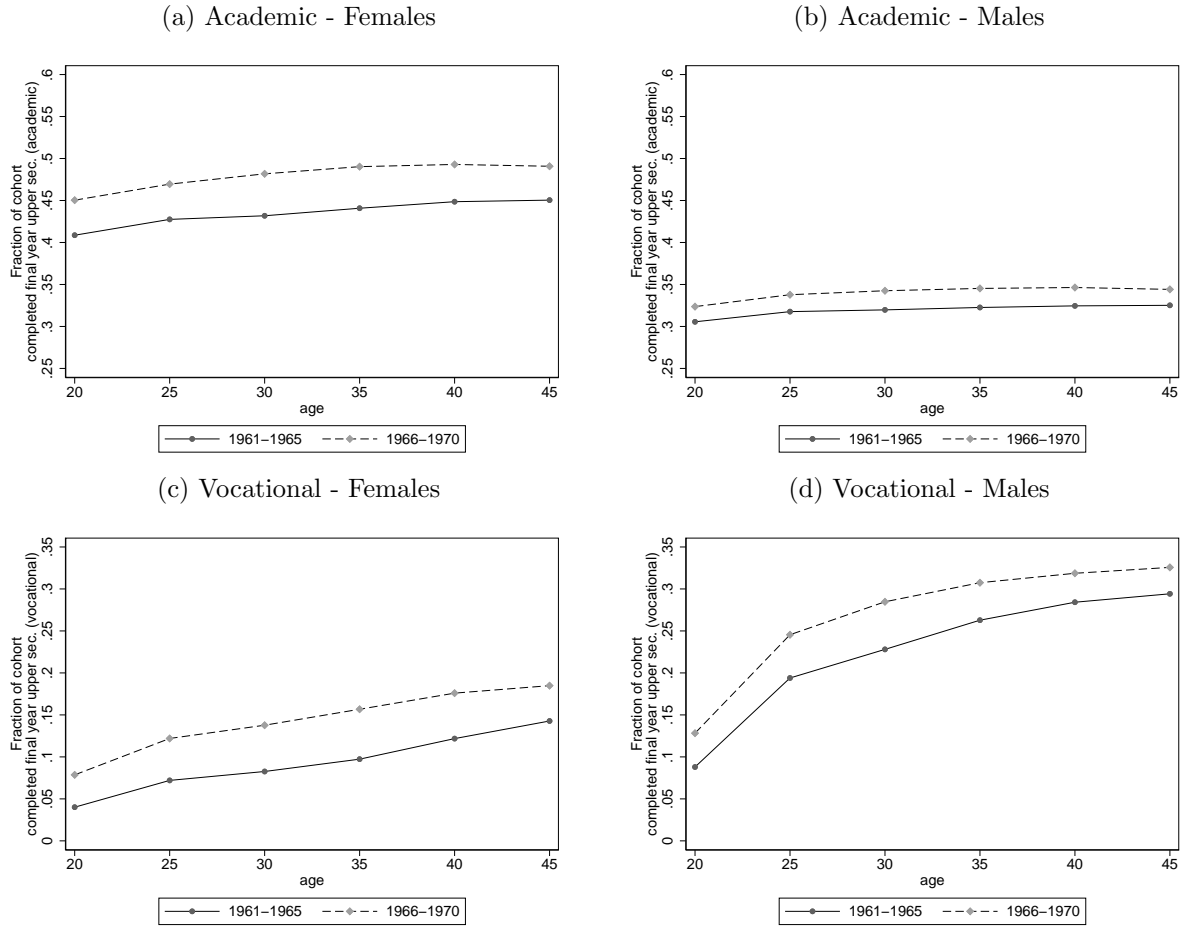 (a) Academic - Females
Fraction of cohort
completed final year upper sec. (academic)
.6
.55
.5
.45
.4
.35
.3
.25
20 25 30 35 40 45
age
1961−1965 1966−1970
(b) Academic - Males
Fraction of cohort
completed final year upper sec. (academic)
.6
.55
.5
.45
.4
.35
.3
.25
20 25 30 35 40 45
age
1961−1965 1966−1970
(c) Vocational - Females
Fraction of cohort
completed final year upper sec. (vocational)
.35
.3
.25
.2
.15
.1
.05
0
20 25 30 35 40 45
age
1961−1965 1966−1970
(d) Vocational - Males
Fraction of cohort
completed final year upper sec. (vocational)
.35
.3
.25
.2
.15
.1
.05
0
20 25 30 35 40 45
age
1961−1965 1966−1970